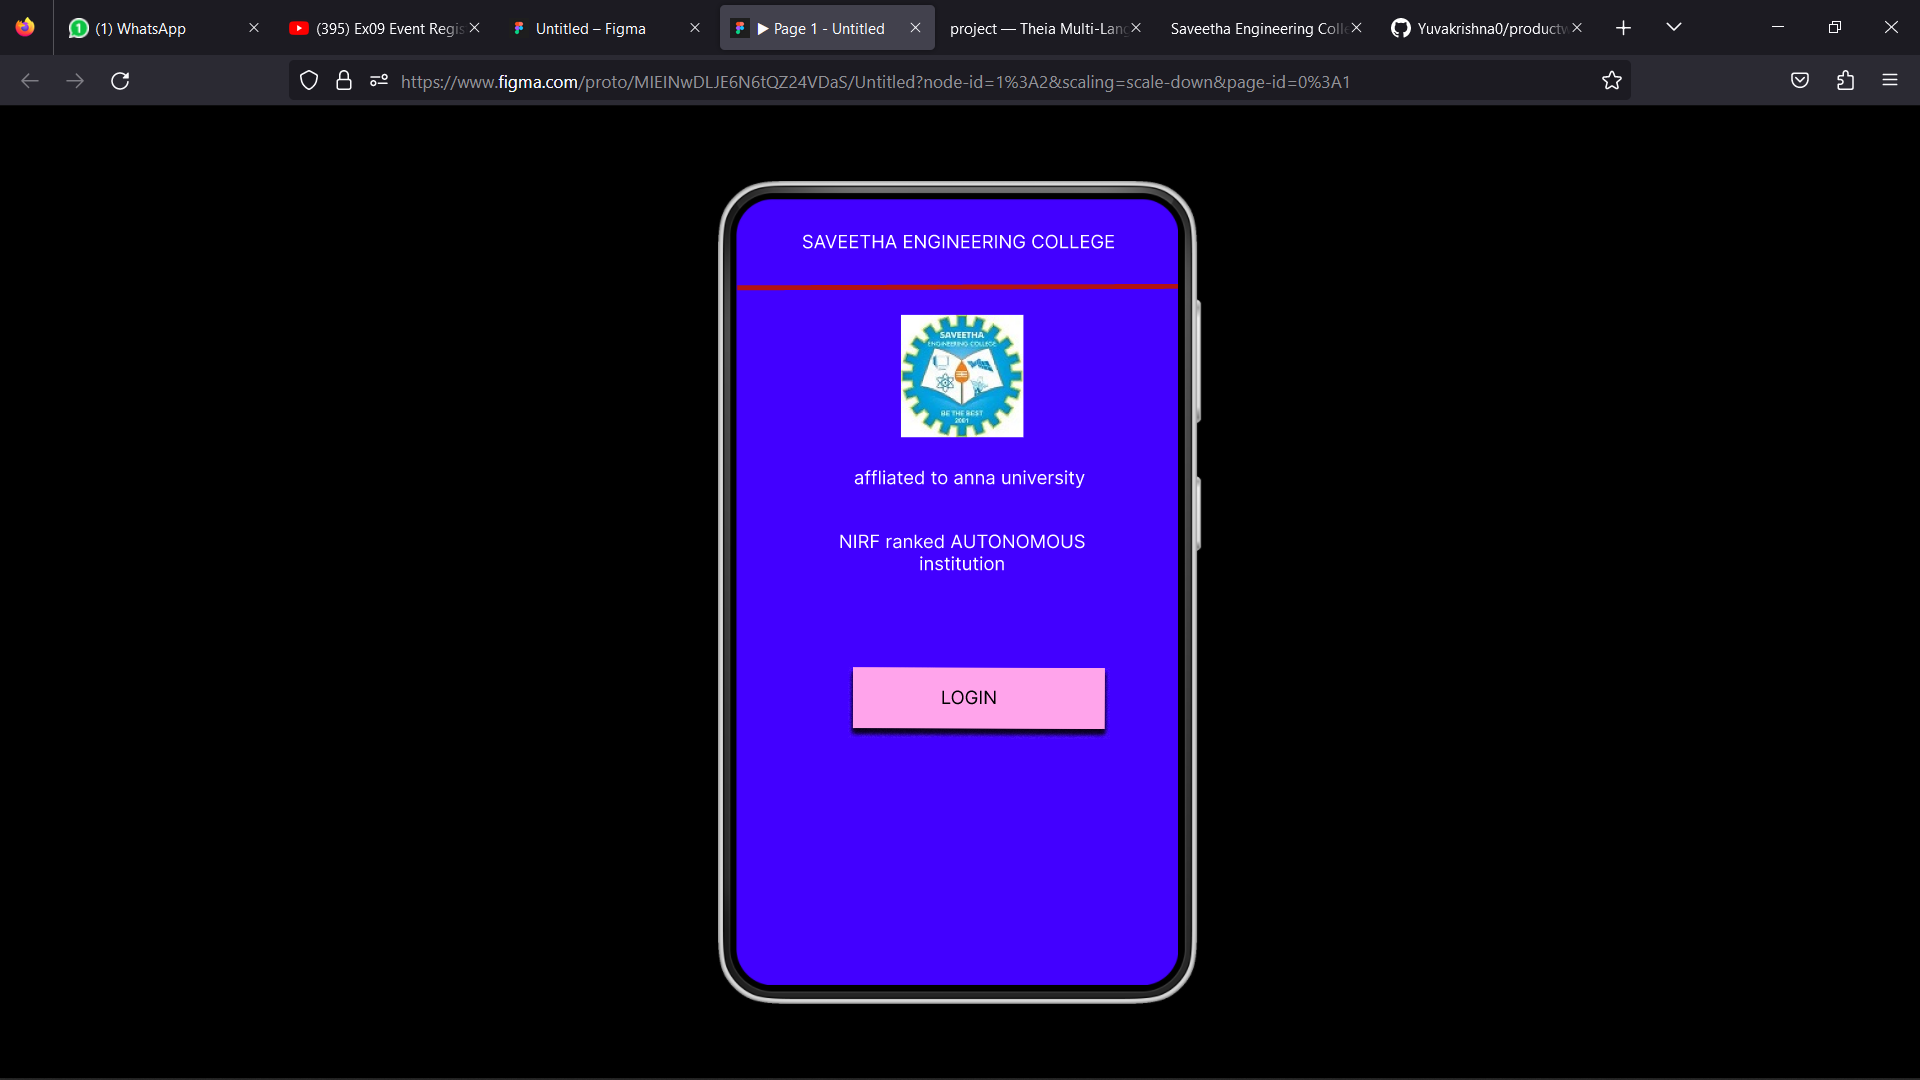 (1) WhatsApp
(395) Ex09 Event Regis
Untitled – Figma
▶ Page 1 - Untitled
project — Theia Multi-Lang
Saveetha Engineering Colle
Yuvakrishna0/productw
https://www.figma.com/proto/MIEINwDLJE6N6tQZ24VDaS/Untitled?node-id=1%3A2&scaling=scale-down&page-id=0%3A1
SAVEETHA ENGINEERING COLLEGE
SAVEETHA
ENGINEERING COLLEGE
BE THE BEST
2001
affliated to anna university
NIRF ranked AUTONOMOUS
institution
LOGIN